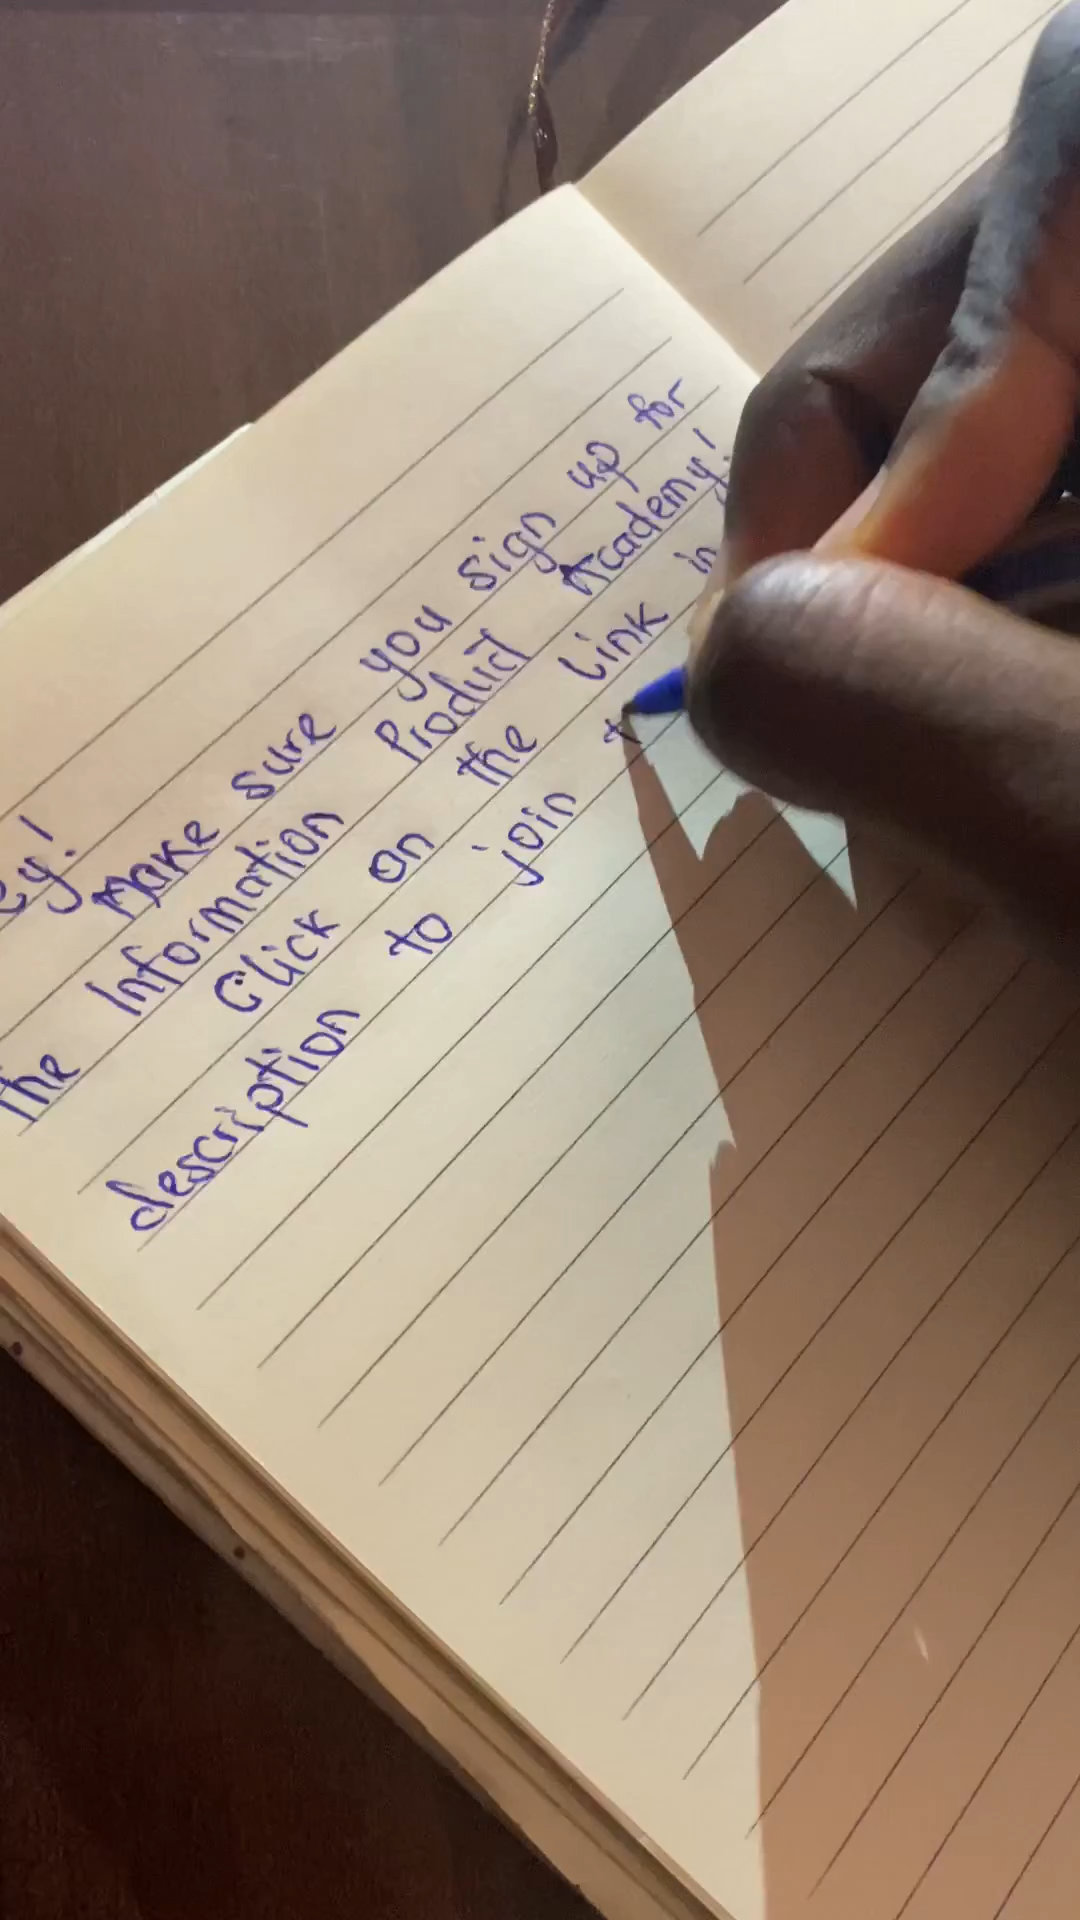 ey!
Make sure you sign up for
the Information Product Academy!
Click on the link in
description to join t